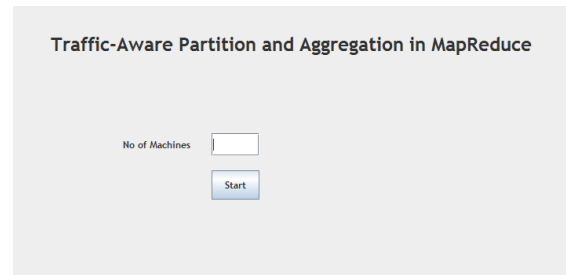 Traffic-Aware Partition and Aggregation in MapReduce
No of Machines
Start